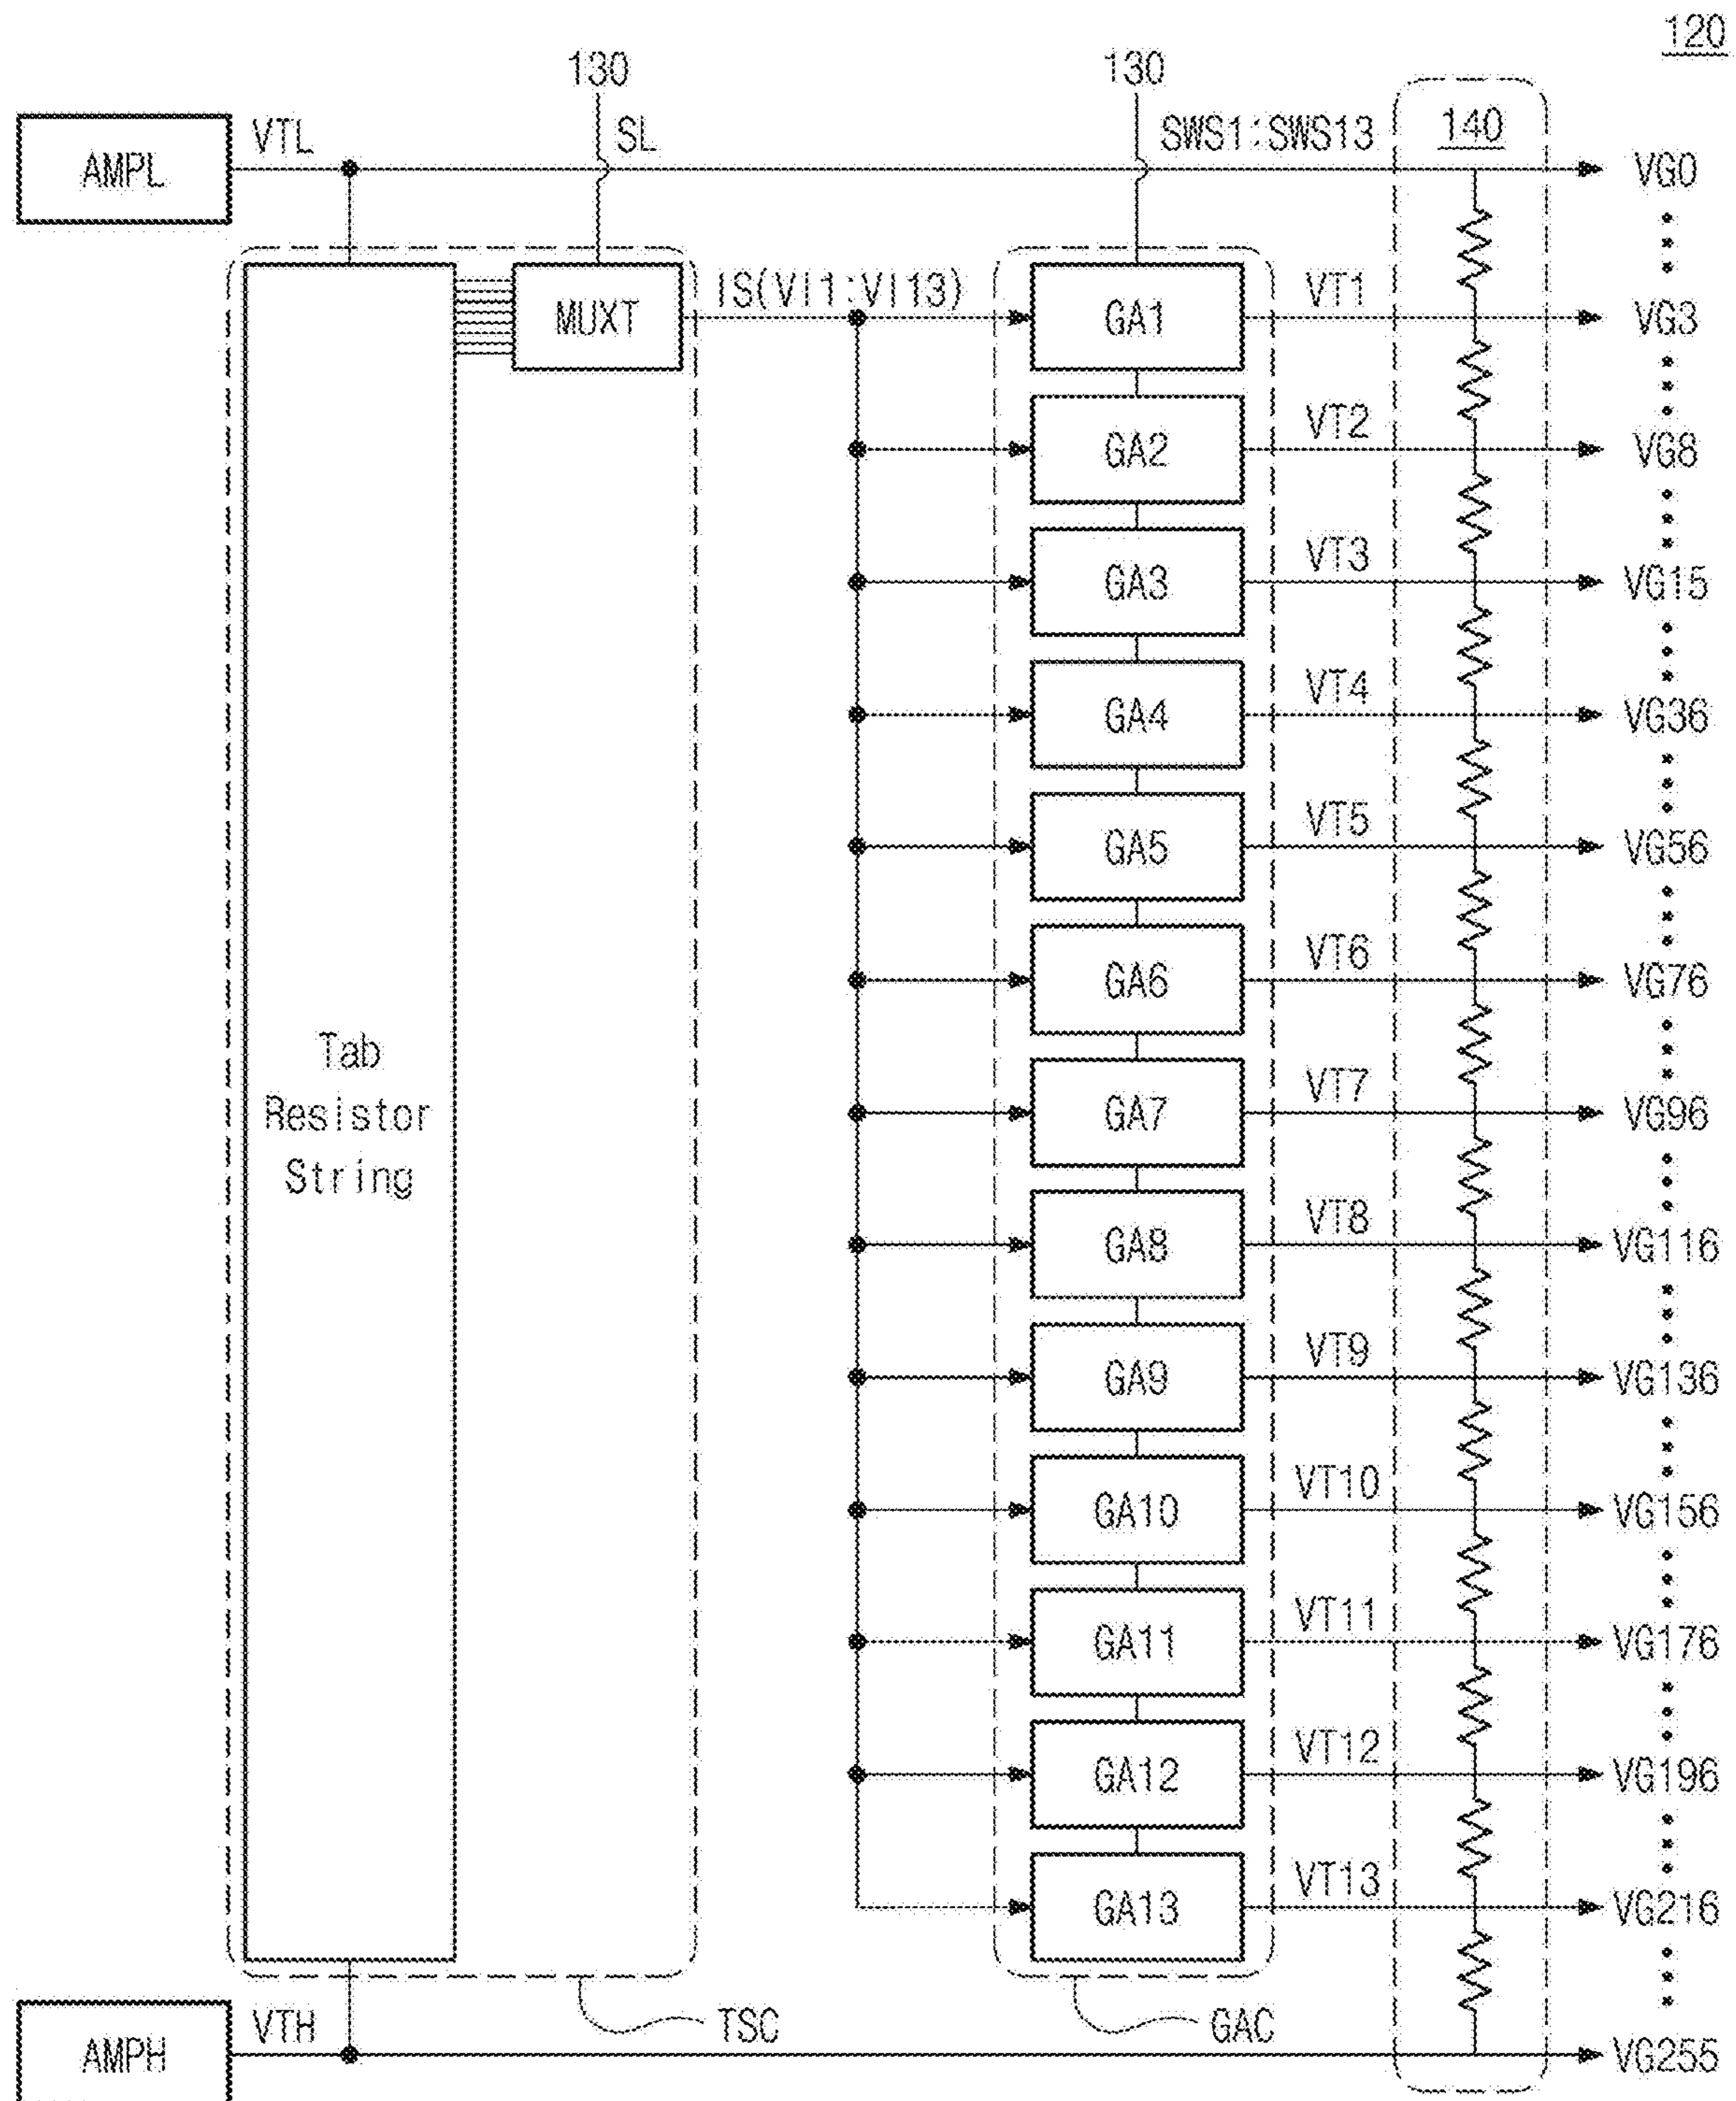 120
130
130
AMPL
VTL
SL
SWS1:SWS13
140
VG0
MUXT
IS(VI1:VI13)
GA1
VT1
VG3
GA2
VT2
VG8
GA3
VT3
VG15
GA4
VT4
VG36
GA5
VT5
VG56
GA6
VT6
VG76
Tab
Resistor
String
GA7
VT7
VG96
GA8
VT8
VG116
GA9
VT9
VG136
GA10
VT10
VG156
GA11
VT11
VG176
GA12
VT12
VG196
GA13
VT13
VG216
AMPH
VTH
TSC
GAC
VG255